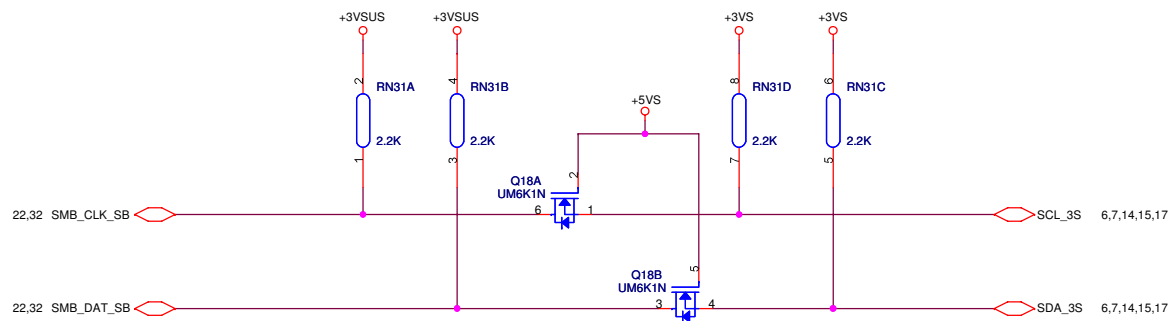 +3VSUS +3VSUS +3VS +3VS
2 4 8 6
RN31A RN31B RN31D RN31C
+5VS
2.2K 2.2K 2.2K 2.2K
1 3 7 5
2
Q18A
UM6K1N
22,32 SMB_CLK_SB 6 1 SCL_3S 6,7,14,15,17
5
Q18B
UM6K1N
22,32 SMB_DAT_SB 3 4 SDA_3S 6,7,14,15,17